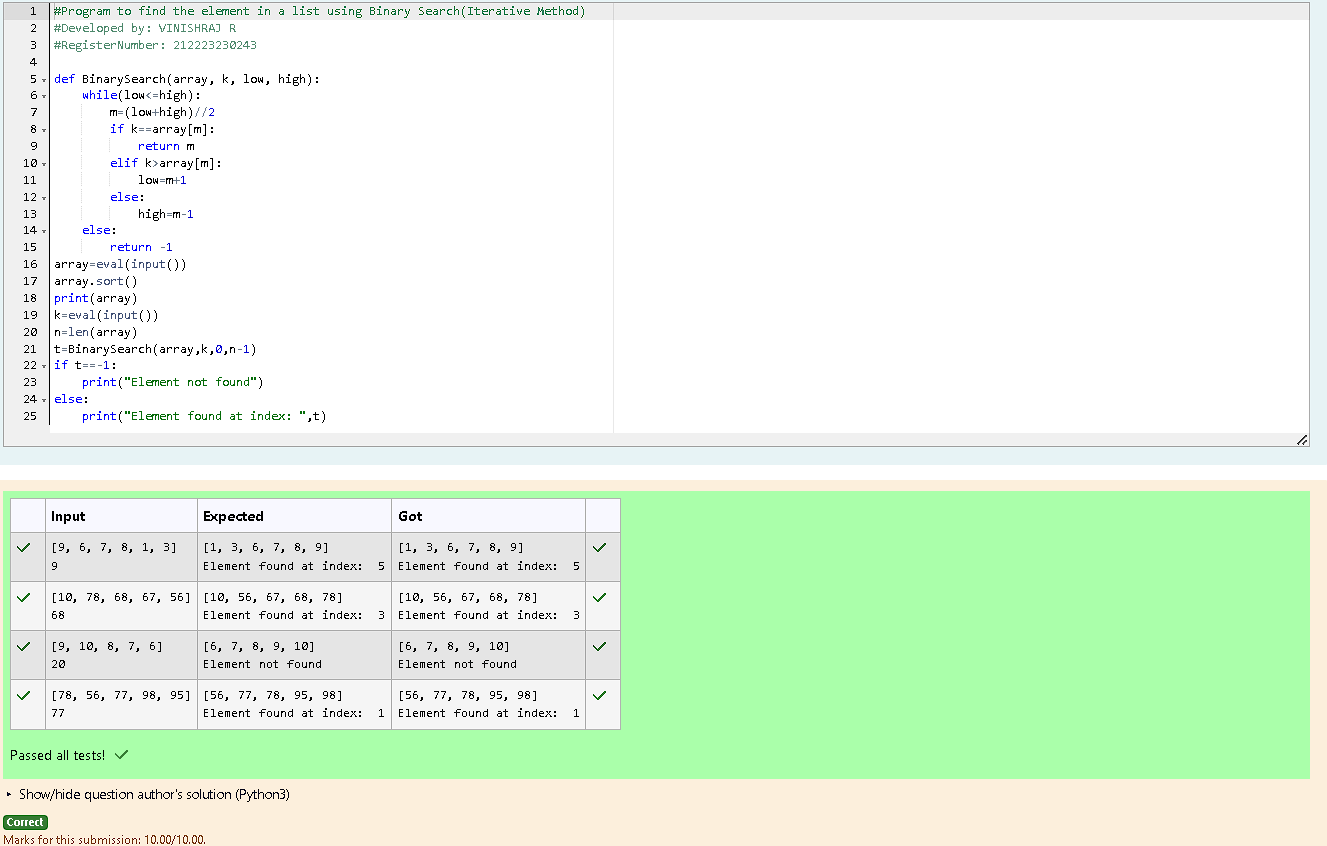 1 #Program to find the element in a list using Binary Search(Iterative Method)
2 #Developed by: VINISHRAJ R
3 #RegisterNumber: 212223230243
4
5 def BinarySearch(array, k, low, high):
6     while(low<=high):
7         m=(low+high)//2
8         if k==array[m]:
9             return m
10         elif k>array[m]:
11             low=m+1
12         else:
13             high=m-1
14     else:
15         return -1
16 array=eval(input())
17 array.sort()
18 print(array)
19 k=eval(input())
20 n=len(array)
21 t=BinarySearch(array,k,0,n-1)
22 if t==-1:
23     print("Element not found")
24 else:
25     print("Element found at index: ",t)
Input Expected Got
[9, 6, 7, 8, 1, 3] [1, 3, 6, 7, 8, 9] [1, 3, 6, 7, 8, 9]
9 Element found at index:  5 Element found at index:  5
[10, 78, 68, 67, 56] [10, 56, 67, 68, 78] [10, 56, 67, 68, 78]
68 Element found at index:  3 Element found at index:  3
[9, 10, 8, 7, 6] [6, 7, 8, 9, 10] [6, 7, 8, 9, 10]
20 Element not found Element not found
[78, 56, 77, 98, 95] [56, 77, 78, 95, 98] [56, 77, 78, 95, 98]
77 Element found at index:  1 Element found at index:  1
Passed all tests!
Show/hide question author's solution (Python3)
Correct
Marks for this submission: 10.00/10.00.